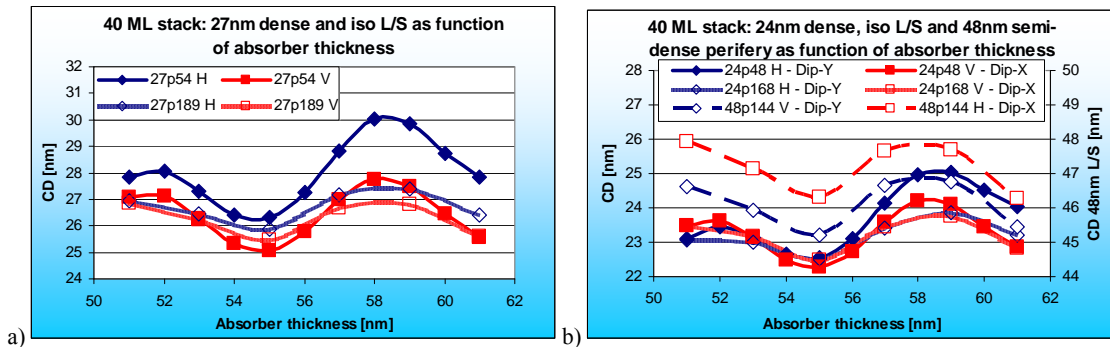 40 ML stack: 27nm dense and iso L/S as function
of absorber thickness
27p54 H
27p54 V
27p189 H
27p189 V
32
31
30
29
28
27
26
25
24
CD [nm]
50
52
54
56
58
60
62
Absorber thickness [nm]
a)
40 ML stack: 24nm dense, iso L/S and 48nm semi-
dense perifery as function of absorber thickness
24p48 H - Dip-Y
24p48 V - Dip-X
24p168 H - Dip-Y
24p168 V - Dip-X
48p144 V - Dip-Y
48p144 H - Dip-X
28
27
26
25
24
23
22
CD [nm]
50
49
48
47
46
45
44
CD 48nm L/S [nm]
50
52
54
56
58
60
62
Absorber thickness [nm]
b)